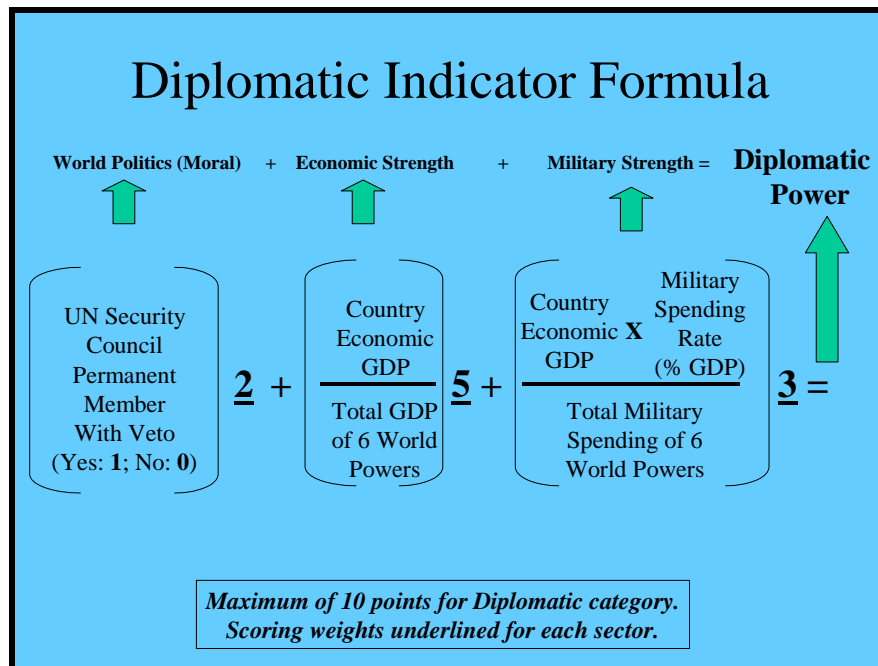 Diplomatic Indicator Formula
World Politics (Moral) + Economic Strength + Military Strength = Diplomatic
Power
UN Security
Council
Permanent
Member
With Veto
(Yes: 1; No: 0)
2 +
Country
Economic
GDP
Total GDP
of 6 World
Powers
5 +
Country
Economic X
GDP
Military
Spending
Rate
(% GDP)
Total Military
Spending of 6
World Powers
3 =
Maximum of 10 points for Diplomatic category.
Scoring weights underlined for each sector.